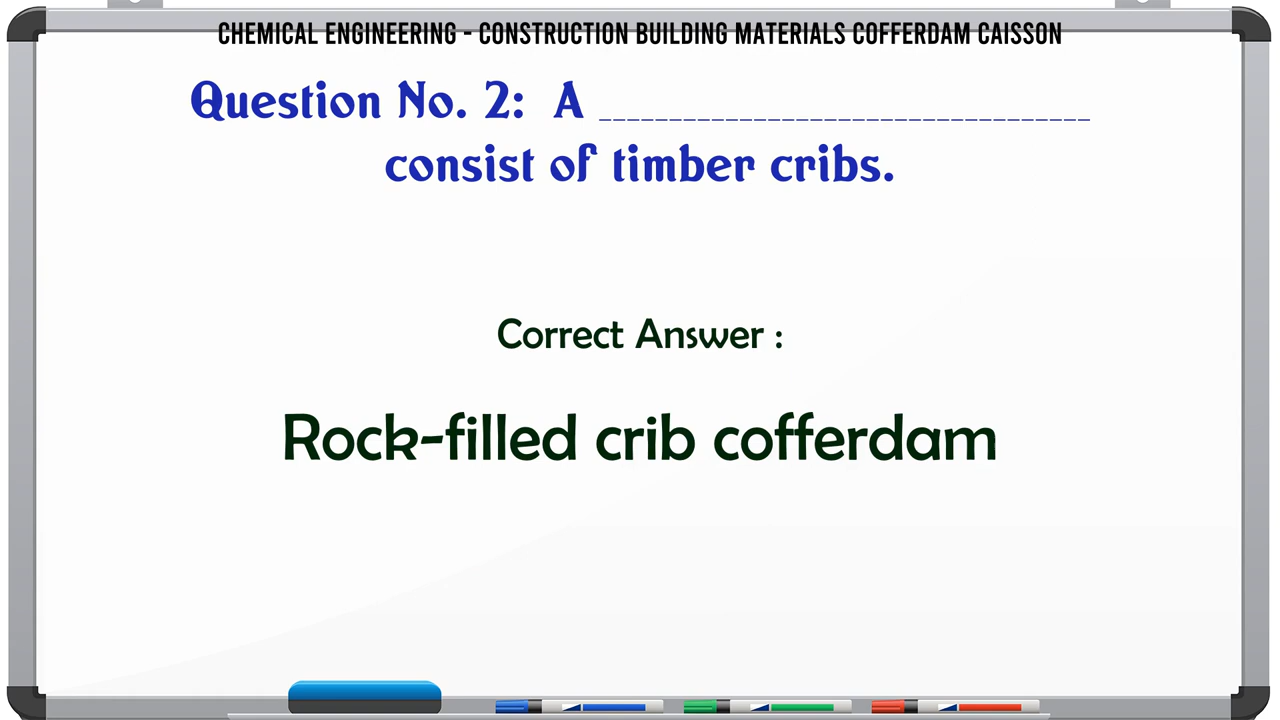 CHEMICAL ENGINEERING - CONSTRUCTION BUILDING MATERIALS COFFERDAM CAISSON
Question No. 2: A ___________________________________
consist of timber cribs.
Correct Answer :
Rock-filled crib cofferdam